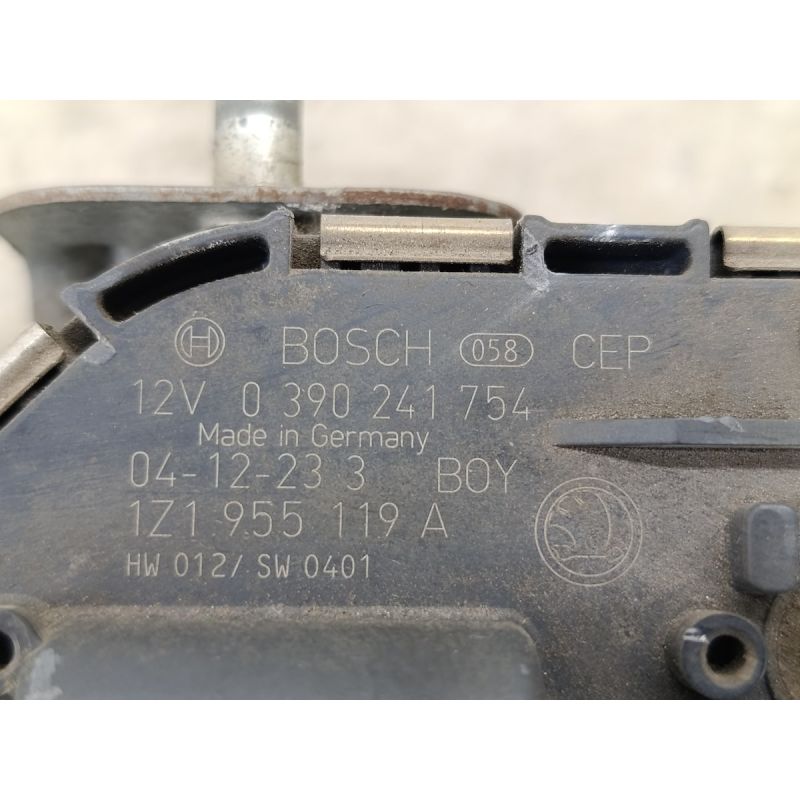 BOSCH 058 CEP
12V 0 390 241 754
Made in Germany
04-12-23 3 BOY
1Z1 955 119 A
HW 012/ SW 0401